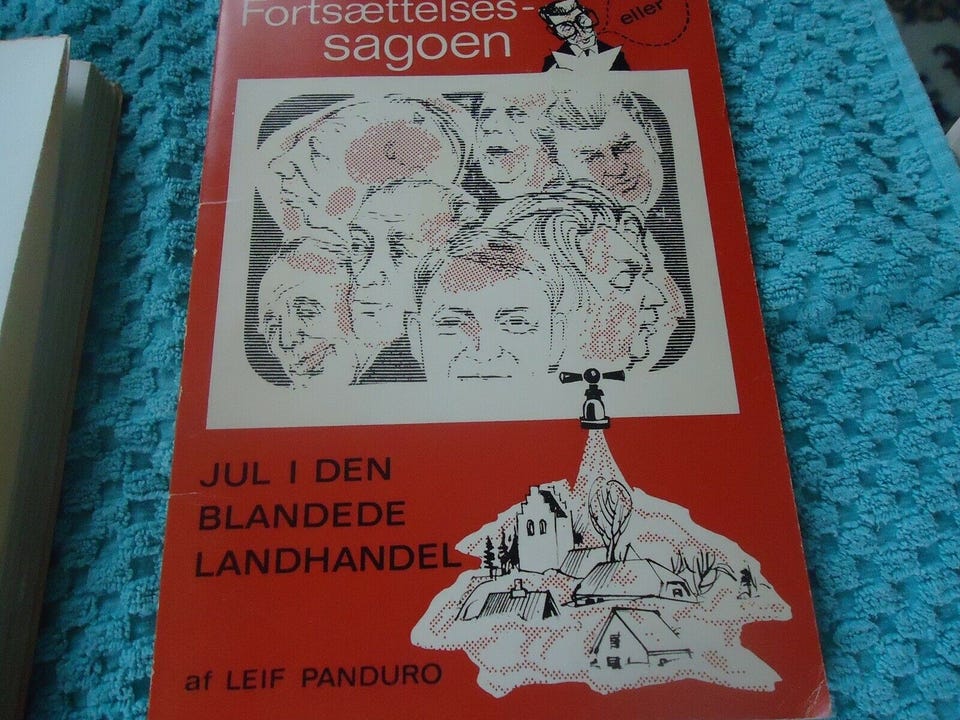 Fortsættelses-
sagoen
eller
JUL I DEN
BLANDEDE
LANDHANDEL
af LEIF PANDURO